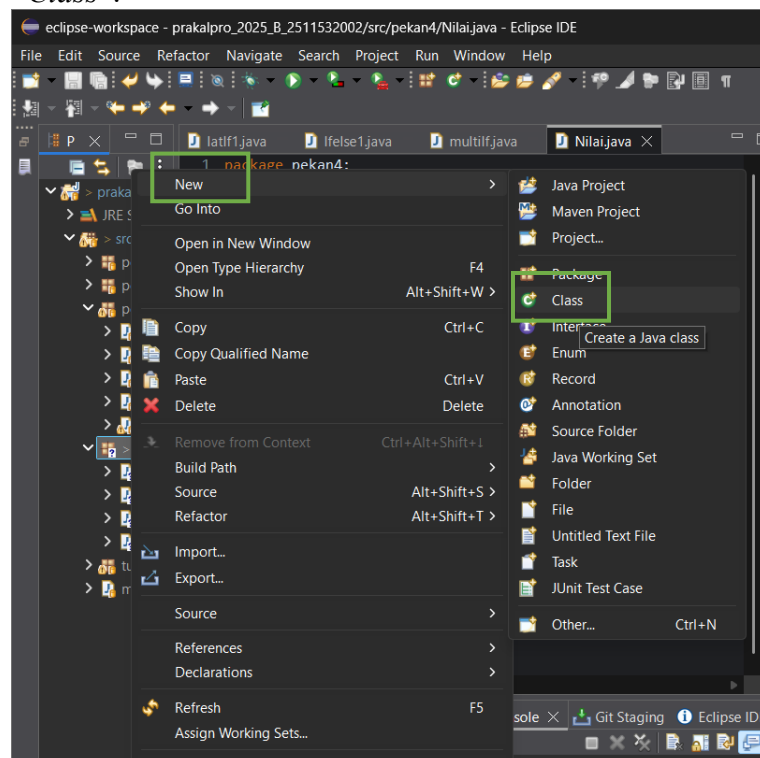 Class".
eclipse-workspace - prakalpro_2025_B_2511532002/src/pekan4/Nilai.java - Eclipse IDE
File Edit Source Refactor Navigate Search Project Run Window Help
P latIf1.java Ifelse1.java multiIf.java Nilai.java
1 package pekan4;
> praka
JRE S
> src
p
p
p
>
tu
m
New
Go Into
Open in New Window
Open Type Hierarchy F4
Show In Alt+Shift+W >
Copy Ctrl+C
Copy Qualified Name
Paste Ctrl+V
Delete Delete
Remove from Context Ctrl+Alt+Shift+↓
Build Path
Source Alt+Shift+S >
Refactor Alt+Shift+T >
Import...
Export...
Source
References
Declarations
Refresh F5
Assign Working Sets...
Java Project
Maven Project
Project...
Package
Class
Interface
Create a Java class
Enum
Record
Annotation
Source Folder
Java Working Set
Folder
File
Untitled Text File
Task
JUnit Test Case
Other... Ctrl+N
sole Git Staging Eclipse ID